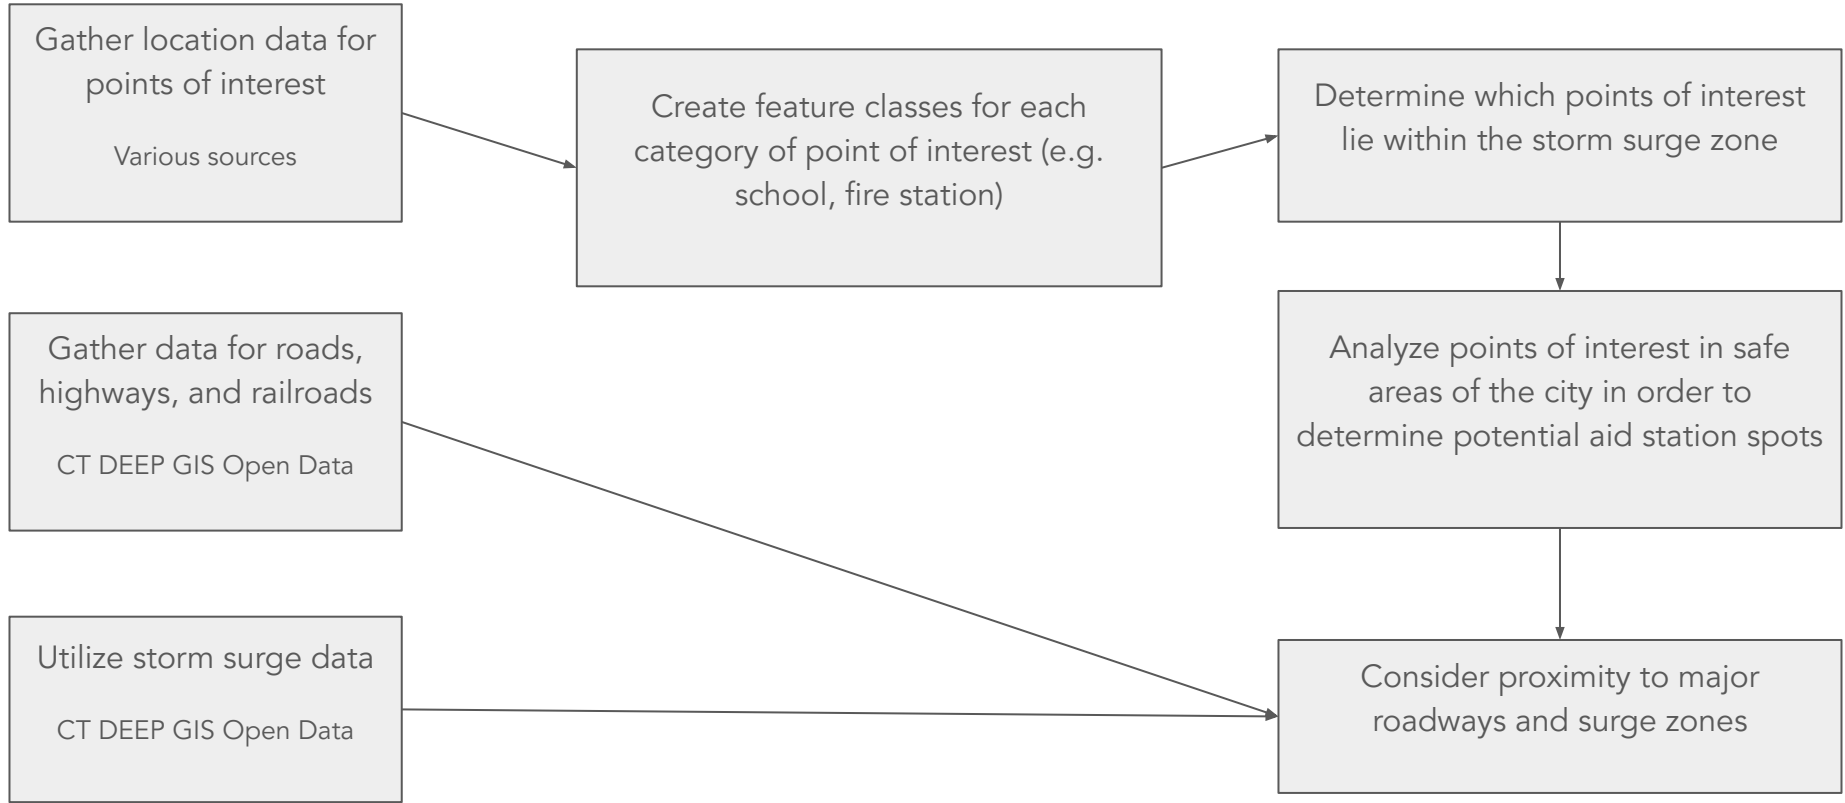 Gather location data for
points of interest
Various sources
Create feature classes for each
category of point of interest (e.g.
school, fire station)
Determine which points of interest
lie within the storm surge zone
Gather data for roads,
highways, and railroads
CT DEEP GIS Open Data
Analyze points of interest in safe
areas of the city in order to
determine potential aid station spots
Utilize storm surge data
CT DEEP GIS Open Data
Consider proximity to major
roadways and surge zones